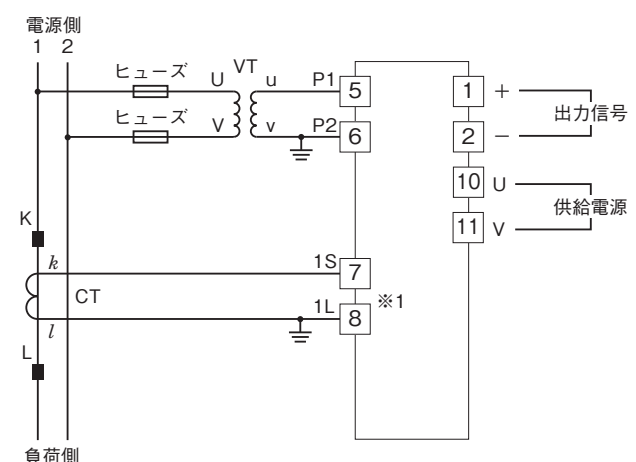 電源側
1 2
ヒューズ U VT u P1 5
ヒューズ V v P2 6
1 + 出力信号
2 −
10 U 供給電源
11 V
K
k 1S 7
CT ※1
l 1L 8
L
負荷側